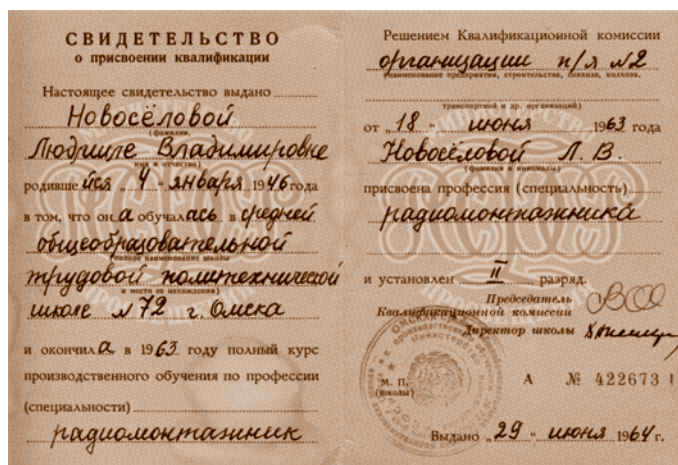 СВИДЕТЕЛЬСТВО
о присвоении квалификации
Настоящее свидетельство выдано
Новосёловой
(фамилия,
Людмиле Владимировне
имя и отчество)
родившейся „4“ января 1946 года
в том, что она обучалась в средней
общеобразовательной
(полное наименование школы
трудовой политехнической
и место ее нахождения)
школе №72 г. Омска
и окончила в 1963 году полный курс
производственного обучения по профессии
(специальности)
радиомонтажник
Решением Квалификационной комиссии
организации п/я №2
(наименование предприятия, строительства, совхоза, колхоза,
транспортной и др. организаций)
от „18“ июня 1963 года
Новосёловой Л. В.
(фамилия и инициалы)
присвоена профессия (специальность)
радиомонтажника
и установлен II разряд.
Председатель
Квалификационной комиссии
Директор школы
М. П.
(школы)
А № 422673
Выдано „29“ июня 1964 г.